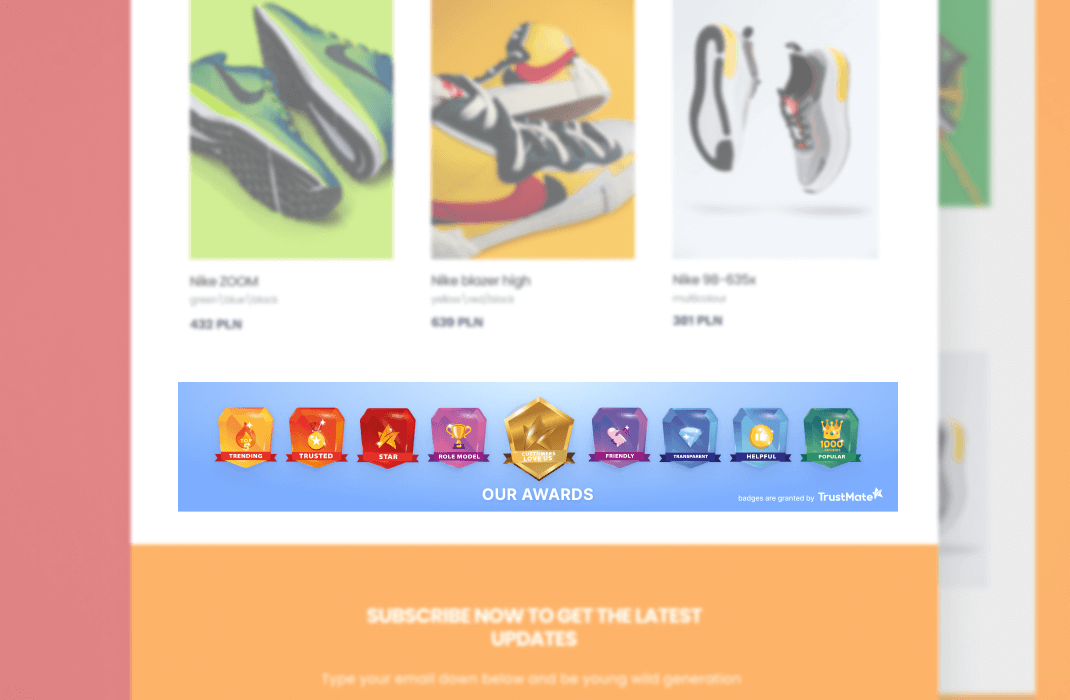 Nike ZOOM
green\blue\black
432 PLN
Nike blazer high
yellow\red\black
639 PLN
Nike 98-635x
multicolour
381 PLN
TOP
5
TRENDING
TRUSTED
STAR
ROLE MODEL
CUSTOMERS
LOVE US
FRIENDLY
TRANSPARENT
HELPFUL
1000
POPULAR
OUR AWARDS
badges are granted by TrustMate
SUBSCRIBE NOW TO GET THE LATEST
UPDATES
Type your email down below and be young wild generation